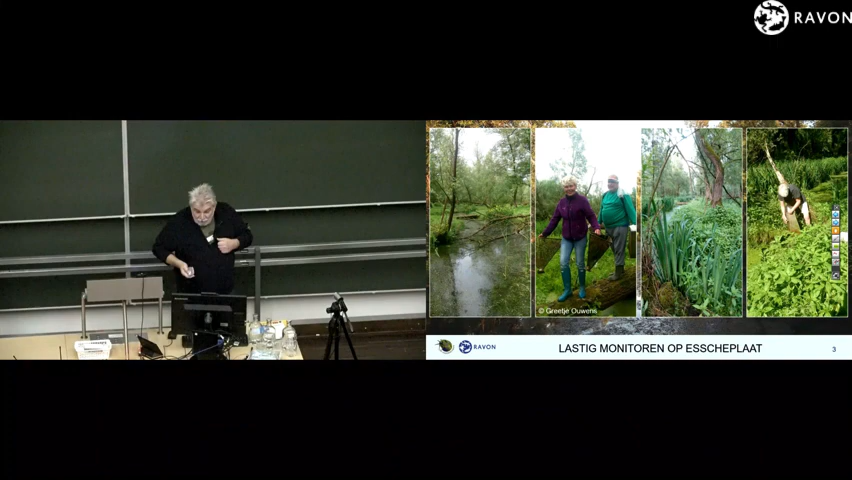 RAVON
© Greetje Ouwens
RAVON
LASTIG MONITOREN OP ESSCHEPLAAT
3